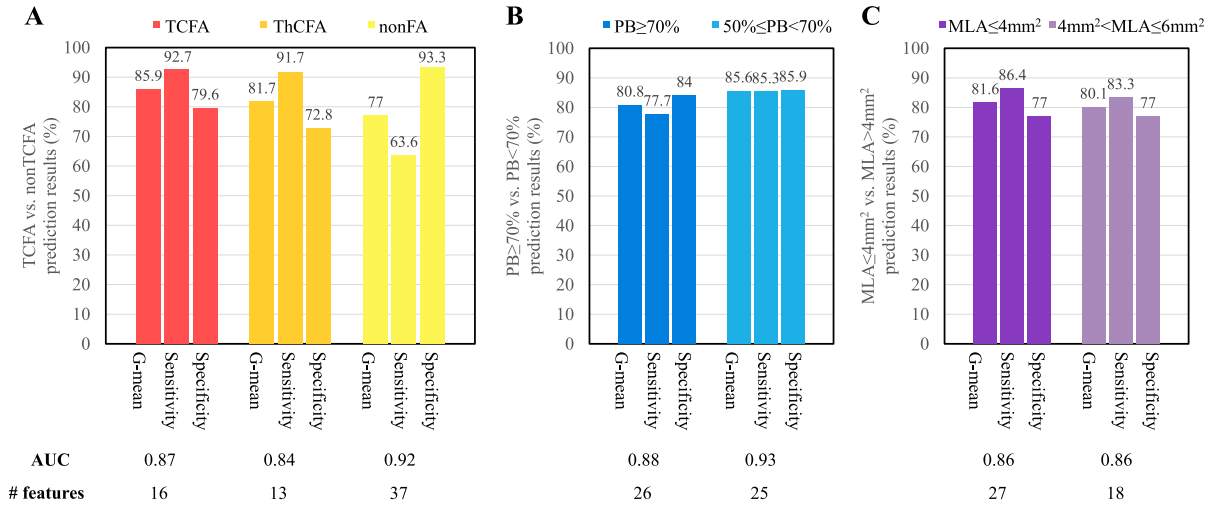 A
TCFA ThCFA nonFA
TCFA vs. nonTCFA
prediction results (%)
100
90
80
70
60
50
40
30
20
10
0
85.9 92.7 79.6
81.7 91.7 72.8
77 63.6 93.3
G-mean Sensitivity Specificity G-mean Sensitivity Specificity G-mean Sensitivity Specificity
B
PB≥70% 50%≤PB<70%
PB≥70% vs. PB<70%
prediction results (%)
100
90
80
70
60
50
40
30
20
10
0
80.8 77.7 84
85.6 85.3 85.9
G-mean Sensitivity Specificity G-mean Sensitivity Specificity
C
MLA≤4mm² 4mm²<MLA≤6mm²
MLA≤4mm² vs. MLA>4mm²
prediction results (%)
100
90
80
70
60
50
40
30
20
10
0
81.6 86.4 77
80.1 83.3 77
G-mean Sensitivity Specificity G-mean Sensitivity Specificity
AUC 0.87 0.84 0.92 0.88 0.93 0.86 0.86
# features 16 13 37 26 25 27 18